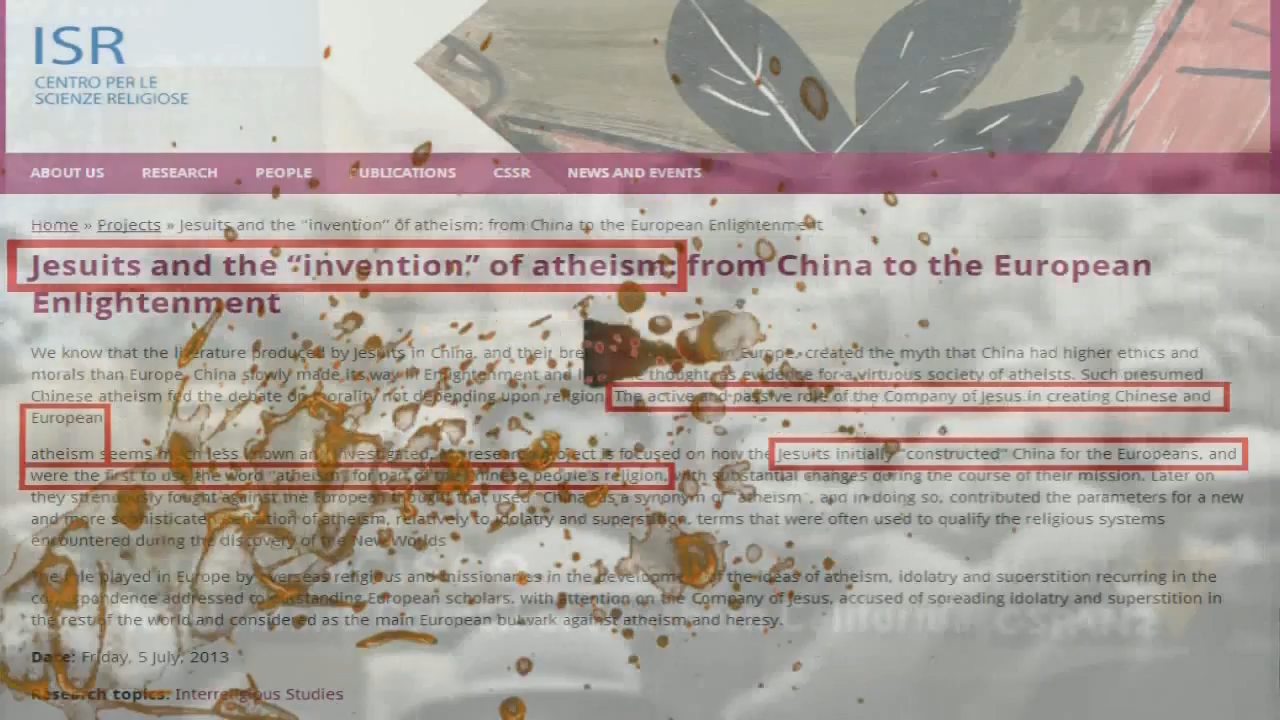 ISR
CENTRO PER LE
SCIENZE RELIGIOSE
ABOUT US RESEARCH PEOPLE PUBLICATIONS CSSR NEWS AND EVENTS
Home » Projects » Jesuits and the “invention” of atheism: from China to the European Enlightenment
Jesuits and the “invention” of atheism: from China to the European
Enlightenment
We know that the literature produced by Jesuits in China, and their Europe, created the myth that China had higher ethics and
morals than Europe. China slowly made its way in Enlightenment and thought as evidence for a virtuous society of atheists. Such presumed
Chinese atheism fed the debate on morality not depending upon religion. The active and passive role of the Company of Jesus in creating Chinese and
European
atheism seems much less known and investigated. research project is focused on how the Jesuits initially “constructed” China for the Europeans, and
were the first to use the word “atheism” for part of the Chinese people’s religion, with substantial changes during the course of their mission. Later on
they strenuously fought against the European thought that used “China” as a synonym of “atheism”, and in doing so, contributed the parameters for a new
and more sophisticated definition of atheism, relatively to idolatry and superstition, terms that were often used to qualify the religious systems
encountered during the discovery of the New Worlds
The role played in Europe by overseas religious and missionaries in the development of the ideas of atheism, idolatry and superstition recurring in the
correspondence addressed to outstanding European scholars, with attention on the Company of Jesus, accused of spreading idolatry and superstition in
the rest of the world and considered as the main European bulwark against atheism and heresy.
Date: Friday, 5 July, 2013
Research topics: Interreligious Studies